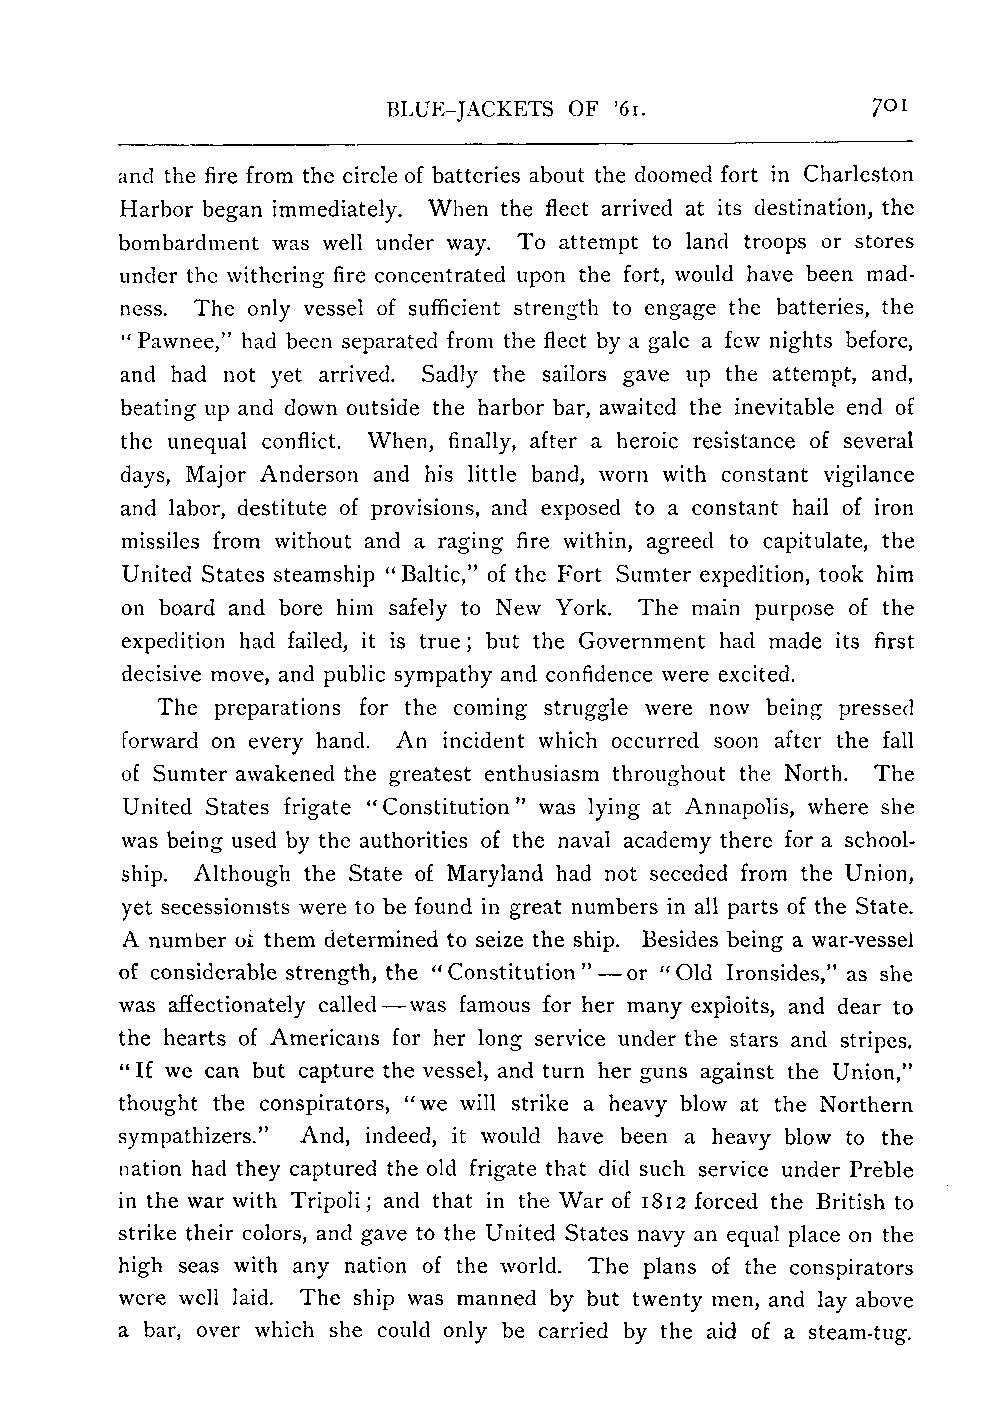 BLUE-JACKETS OF '61. 701
and the fire from the circle of batteries about the doomed fort in Charleston
Harbor began immediately. When the fleet arrived at its destination, the
bombardment was well under way. To attempt to land troops or stores
under the withering fire concentrated upon the fort, would have been mad-
ness. The only vessel of sufficient strength to engage the batteries, the
"Pawnee," had been separated from the fleet by a gale a few nights before,
and had not yet arrived. Sadly the sailors gave up the attempt, and,
beating up and down outside the harbor bar, awaited the inevitable end of
the unequal conflict. When, finally, after a heroic resistance of several
days, Major Anderson and his little band, worn with constant vigilance
and labor, destitute of provisions, and exposed to a constant hail of iron
missiles from without and a raging fire within, agreed to capitulate, the
United States steamship "Baltic," of the Fort Sumter expedition, took him
on board and bore him safely to New York. The main purpose of the
expedition had failed, it is true; but the Government had made its first
decisive move, and public sympathy and confidence were excited.
The preparations for the coming struggle were now being pressed
forward on every hand. An incident which occurred soon after the fall
of Sumter awakened the greatest enthusiasm throughout the North. The
United States frigate "Constitution" was lying at Annapolis, where she
was being used by the authorities of the naval academy there for a school-
ship. Although the State of Maryland had not seceded from the Union,
yet secessionists were to be found in great numbers in all parts of the State.
A number of them determined to seize the ship. Besides being a war-vessel
of considerable strength, the "Constitution"—or "Old Ironsides," as she
was affectionately called—was famous for her many exploits, and dear to
the hearts of Americans for her long service under the stars and stripes.
"If we can but capture the vessel, and turn her guns against the Union,"
thought the conspirators, "we will strike a heavy blow at the Northern
sympathizers." And, indeed, it would have been a heavy blow to the
nation had they captured the old frigate that did such service under Preble
in the war with Tripoli; and that in the War of 1812 forced the British to
strike their colors, and gave to the United States navy an equal place on the
high seas with any nation of the world. The plans of the conspirators
were well laid. The ship was manned by but twenty men, and lay above
a bar, over which she could only be carried by the aid of a steam-tug.